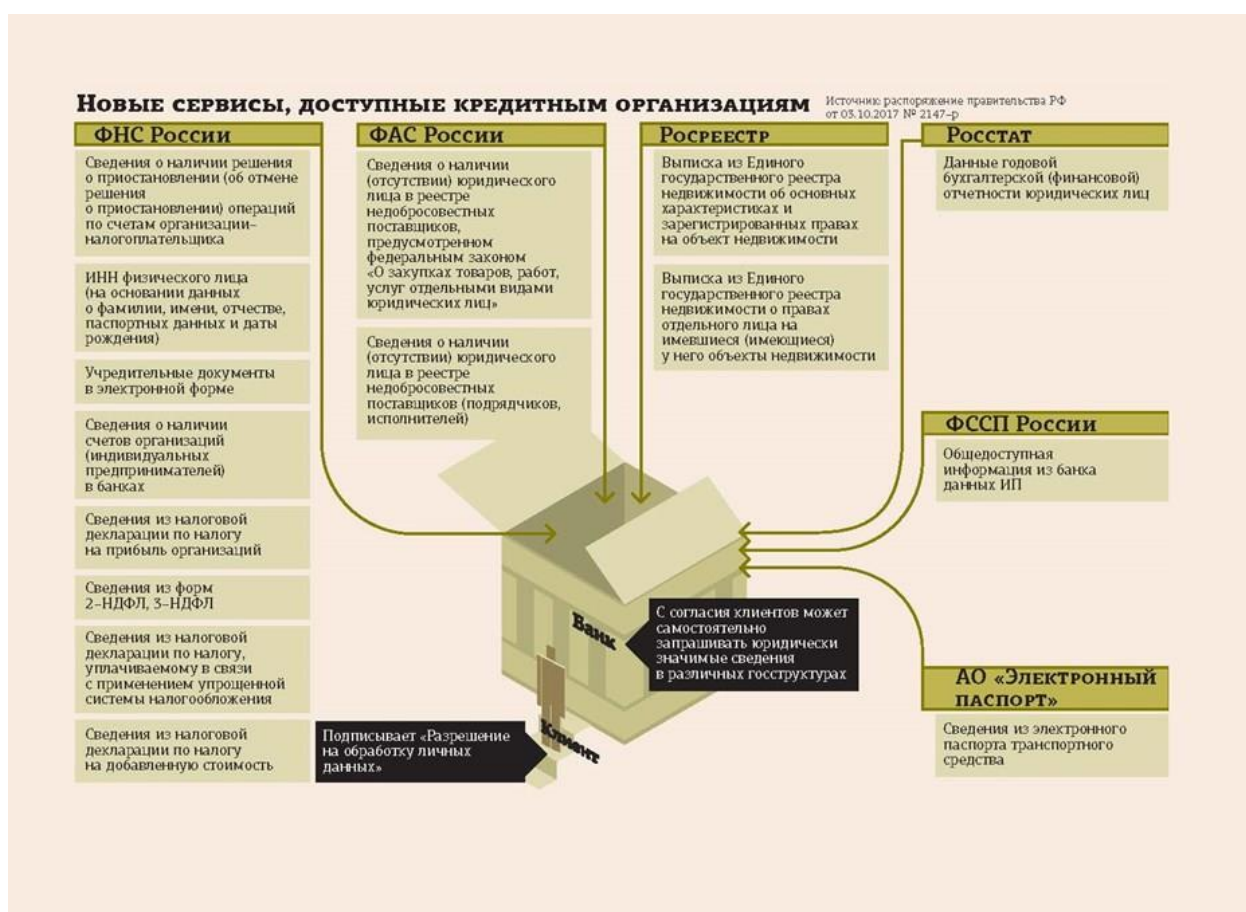 Новые сервисы, доступные кредитным организациям
Источник: распоряжение правительства РФ
от 03.10.2017 № 2147–р
ФНС России
Сведения о наличии решения
о приостановлении (об отмене
решения
о приостановлении) операций
по счетам организации–
налогоплательщика
ИНН физического лица
(на основании данных
о фамилии, имени, отчестве,
паспортных данных и даты
рождения)
Учредительные документы
в электронной форме
Сведения о наличии
счетов организаций
(индивидуальных
предпринимателей)
в банках
Сведения из налоговой
декларации по налогу
на прибыль организаций
Сведения из форм
2–НДФЛ, 3–НДФЛ
Сведения из налоговой
декларации по налогу,
уплачиваемому в связи
с применением упрощенной
системы налогообложения
Сведения из налоговой
декларации по налогу
на добавленную стоимость
ФАС России
Сведения о наличии
(отсутствии) юридического
лица в реестре
недобросовестных
поставщиков,
предусмотренном
федеральным законом
«О закупках товаров, работ,
услуг отдельными видами
юридических лиц»
Сведения о наличии
(отсутствии) юридического
лица в реестре
недобросовестных
поставщиков (подрядчиков,
исполнителей)
Росреестр
Выписка из Единого
государственного реестра
недвижимости об основных
характеристиках и
зарегистрированных правах
на объект недвижимости
Выписка из Единого
государственного реестра
недвижимости о правах
отдельного лица на
имевшиеся (имеющиеся)
у него объекты недвижимости
Росстат
Данные годовой
бухгалтерской (финансовой)
отчетности юридических лиц
ФССП России
Общедоступная
информация из банка
данных ИП
АО «Электронный
паспорт»
Сведения из электронного
паспорта транспортного
средства
Банк
С согласия клиентов может
самостоятельно
запрашивать юридически
значимые сведения
в различных госструктурах
Клиент
Подписывает «Разрешение
на обработку личных
данных»